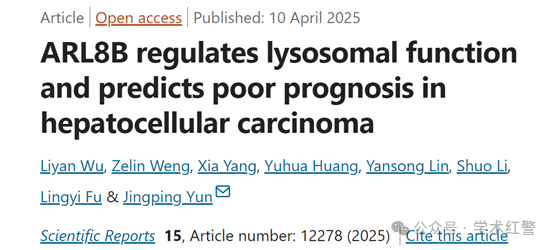 Article | Open access | Published: 10 April 2025
ARL8B regulates lysosomal function
and predicts poor prognosis in
hepatocellular carcinoma
Liyan Wu, Zelin Weng, Xia Yang, Yuhua Huang, Yansong Lin, Shuo Li,
Lingyi Fu & Jingping Yun
Scientific Reports 15, Article number: 12278 (2025) | Cite this article
公众号 · 学术红警